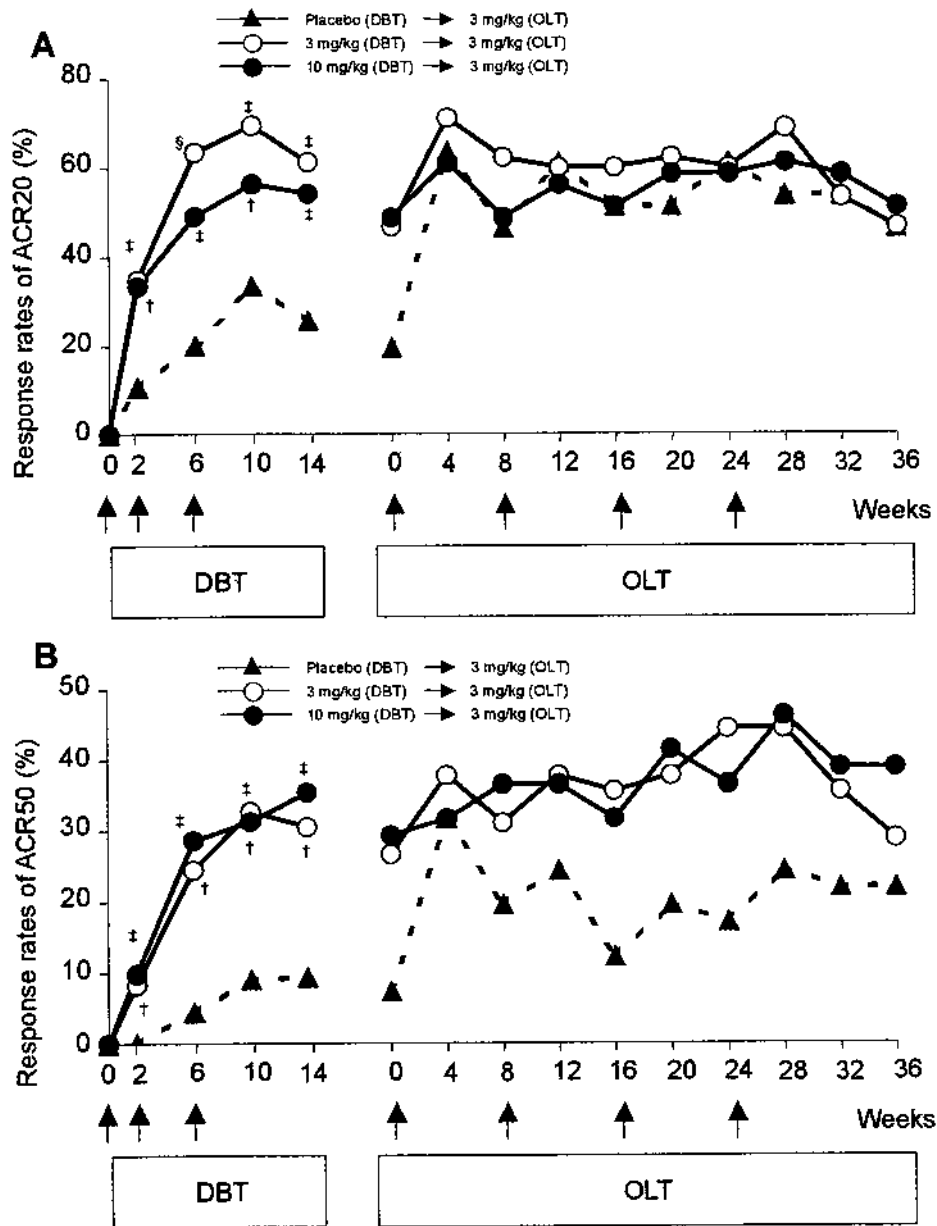 A
Placebo (DBT) 3 mg/kg (OLT)
3 mg/kg (DBT) 3 mg/kg (OLT)
10 mg/kg (DBT) 3 mg/kg (OLT)
Response rates of ACR20 (%)
80
60
40
20
0
‡ § ‡ ‡
† ‡ † ‡
0 2 6 10 14 0 4 8 12 16 20 24 28 32 36
Weeks
DBT OLT
B
Placebo (DBT) 3 mg/kg (OLT)
3 mg/kg (DBT) 3 mg/kg (OLT)
10 mg/kg (DBT) 3 mg/kg (OLT)
Response rates of ACR50 (%)
50
40
30
20
10
0
‡ ‡ ‡ ‡
† † † †
0 2 6 10 14 0 4 8 12 16 20 24 28 32 36
Weeks
DBT OLT